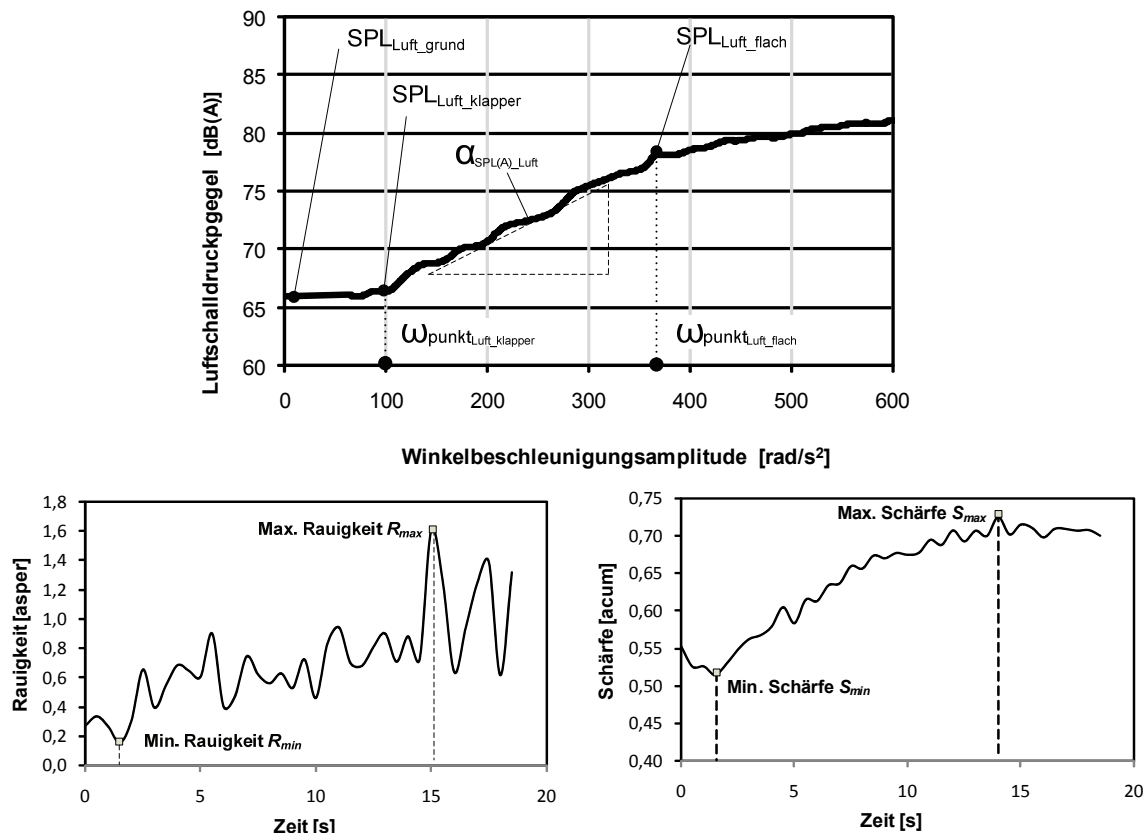 90
85
80
75
70
65
60
Luftschalldruckpgegel [dB(A)]
SPLLuft_grund
SPLLuft_klapper
SPLLuft_flach
αSPL(A)_Luft
ωpunktLuft_klapper
ωpunktLuft_flach
0 100 200 300 400 500 600
Winkelbeschleunigungsamplitude [rad/s²]
1,8
1,6
1,4
1,2
1,0
0,8
0,6
0,4
0,2
0,0
Rauigkeit [asper]
Max. Rauigkeit Rmax
Min. Rauigkeit Rmin
0 5 10 15 20
Zeit [s]
0,75
0,70
0,65
0,60
0,55
0,50
0,45
0,40
Schärfe [acum]
Max. Schärfe Smax
Min. Schärfe Smin
0 5 10 15 20
Zeit [s]